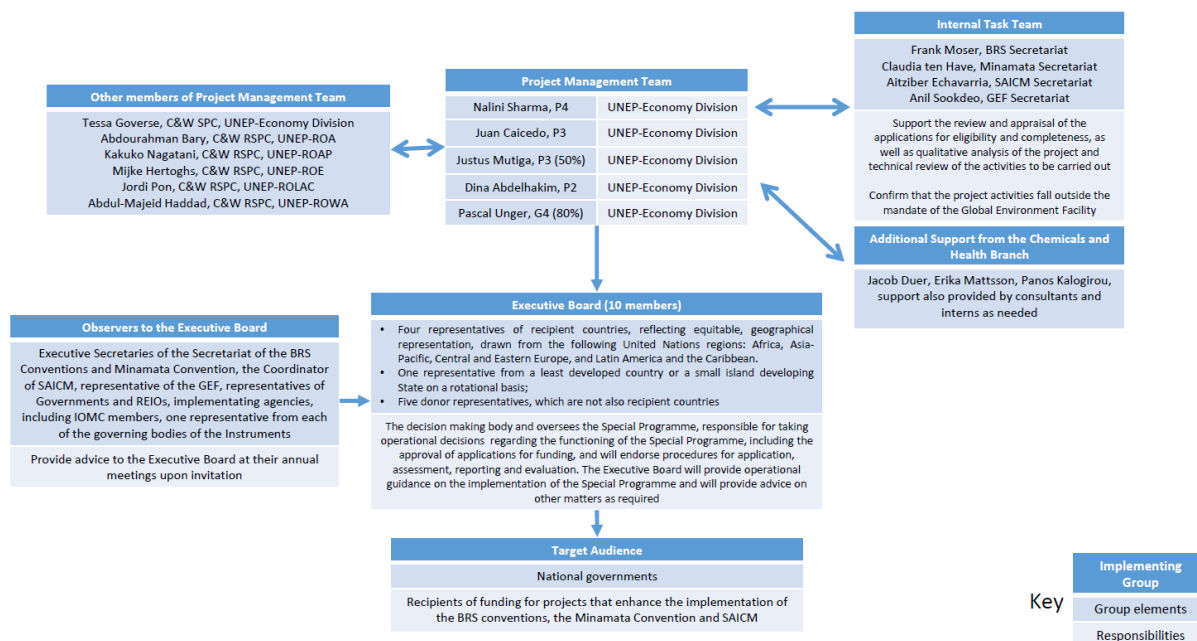 Internal Task Team
Frank Moser, BRS Secretariat
Claudia ten Have, Minamata Secretariat
Aitziber Echavarria, SAICM Secretariat
Anil Sookdeo, GEF Secretariat
Support the review and appraisal of the
applications for eligibility and completeness, as
well as qualitative analysis of the project and
technical review of the activities to be carried out
Confirm that the project activities fall outside the
mandate of the Global Environment Facility
Project Management Team
Nalini Sharma, P4 UNEP-Economy Division
Juan Caicedo, P3 UNEP-Economy Division
Justus Mutiga, P3 (50%) UNEP-Economy Division
Dina Abdelhakim, P2 UNEP-Economy Division
Pascal Unger, G4 (80%) UNEP-Economy Division
Other members of Project Management Team
Tessa Goverse, C&W SPC, UNEP-Economy Division
Abdourahman Bary, C&W RSPC, UNEP-ROA
Kakuko Nagatani, C&W RSPC, UNEP-ROAP
Mijke Hertoghs, C&W RSPC, UNEP-ROE
Jordi Pon, C&W RSPC, UNEP-ROLAC
Abdul-Majeid Haddad, C&W RSPC, UNEP-ROWA
Additional Support from the Chemicals and
Health Branch
Jacob Duer, Erika Mattsson, Panos Kalogirou,
support also provided by consultants and
interns as needed
Executive Board (10 members)
• Four representatives of recipient countries, reflecting equitable, geographical
representation, drawn from the following United Nations regions: Africa, Asia-
Pacific, Central and Eastern Europe, and Latin America and the Caribbean.
• One representative from a least developed country or a small island developing
State on a rotational basis;
• Five donor representatives, which are not also recipient countries
The decision making body and oversees the Special Programme, responsible for taking
operational decisions regarding the functioning of the Special Programme, including the
approval of applications for funding, and will endorse procedures for application,
assessment, reporting and evaluation. The Executive Board will provide operational
guidance on the implementation of the Special Programme and will provide advice on
other matters as required
Observers to the Executive Board
Executive Secretaries of the Secretariat of the BRS
Conventions and Minamata Convention, the Coordinator
of SAICM, representative of the GEF, representatives of
Governments and REIOs, implementing agencies,
including IOMC members, one representative from each
of the governing bodies of the Instruments
Provide advice to the Executive Board at their annual
meetings upon invitation
Target Audience
National governments
Recipients of funding for projects that enhance the implementation of
the BRS conventions, the Minamata Convention and SAICM
Key
Implementing
Group
Group elements
Responsibilities